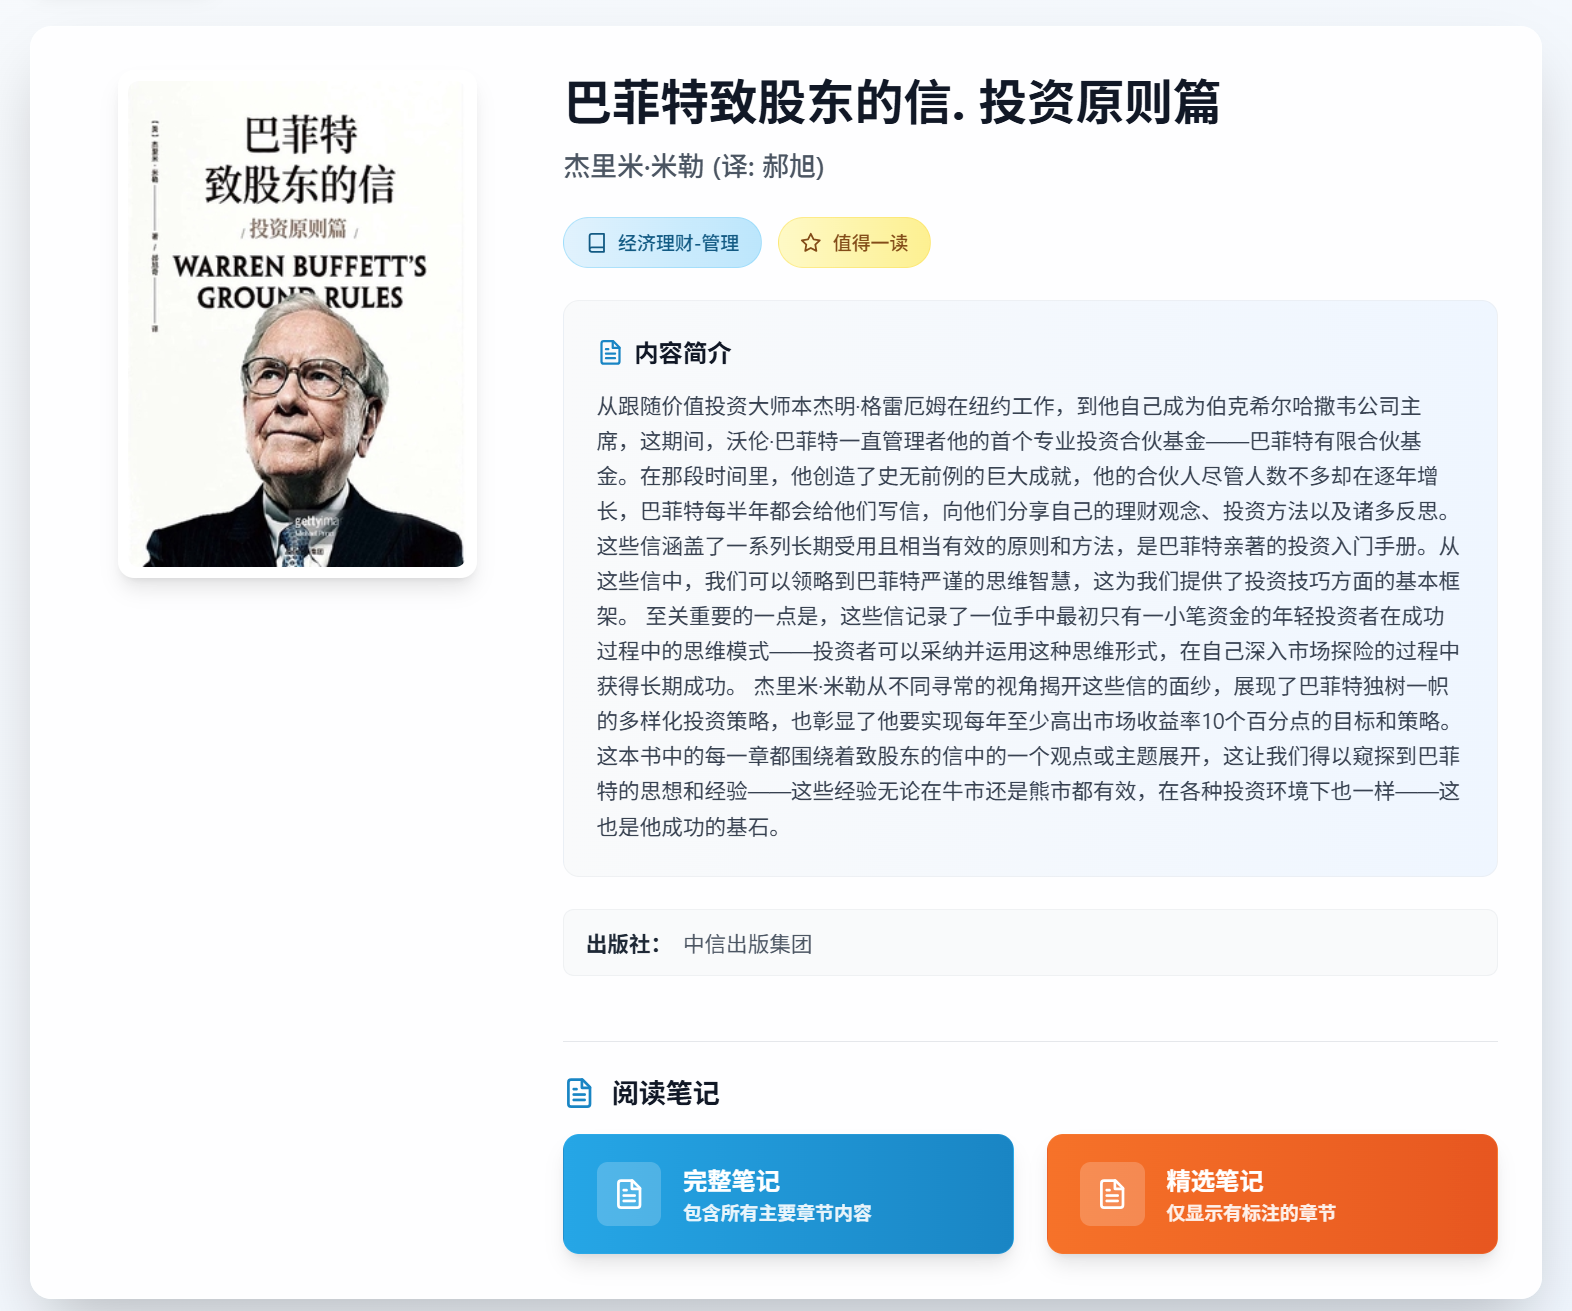 巴菲特
致股东的信
/ 投资原则篇 /
WARREN BUFFETT'S
GROUND RULES
gettyima
巴菲特致股东的信. 投资原则篇
杰里米·米勒 (译: 郝旭)
经济理财-管理
值得一读
内容简介
从跟随价值投资大师本杰明·格雷厄姆在纽约工作，到他自己成为伯克希尔哈撒韦公司主
席，这期间，沃伦·巴菲特一直管理者他的首个专业投资合伙基金——巴菲特有限合伙基
金。在那段时间里，他创造了史无前例的巨大成就，他的合伙人尽管人数不多却在逐年增
长，巴菲特每半年都会给他们写信，向他们分享自己的理财观念、投资方法以及诸多反思。
这些信涵盖了一系列长期受用且相当有效的原则和方法，是巴菲特亲著的投资入门手册。从
这些信中，我们可以领略到巴菲特严谨的思维智慧，这为我们提供了投资技巧方面的基本框
架。 至关重要的一点是，这些信记录了一位手中最初只有一小笔资金的年轻投资者在成功
过程中的思维模式——投资者可以采纳并运用这种思维形式，在自己深入市场探险的过程中
获得长期成功。 杰里米·米勒从不同寻常的视角揭开这些信的面纱，展现了巴菲特独树一帜
的多样化投资策略，也彰显了他要实现每年至少高出市场收益率10个百分点的目标和策略。
这本书中的每一章都围绕着致股东的信中的一个观点或主题展开，这让我们得以窥探到巴菲
特的思想和经验——这些经验无论在牛市还是熊市都有效，在各种投资环境下也一样——这
也是他成功的基石。
出版社： 中信出版集团
阅读笔记
完整笔记
包含所有主要章节内容
精选笔记
仅显示有标注的章节